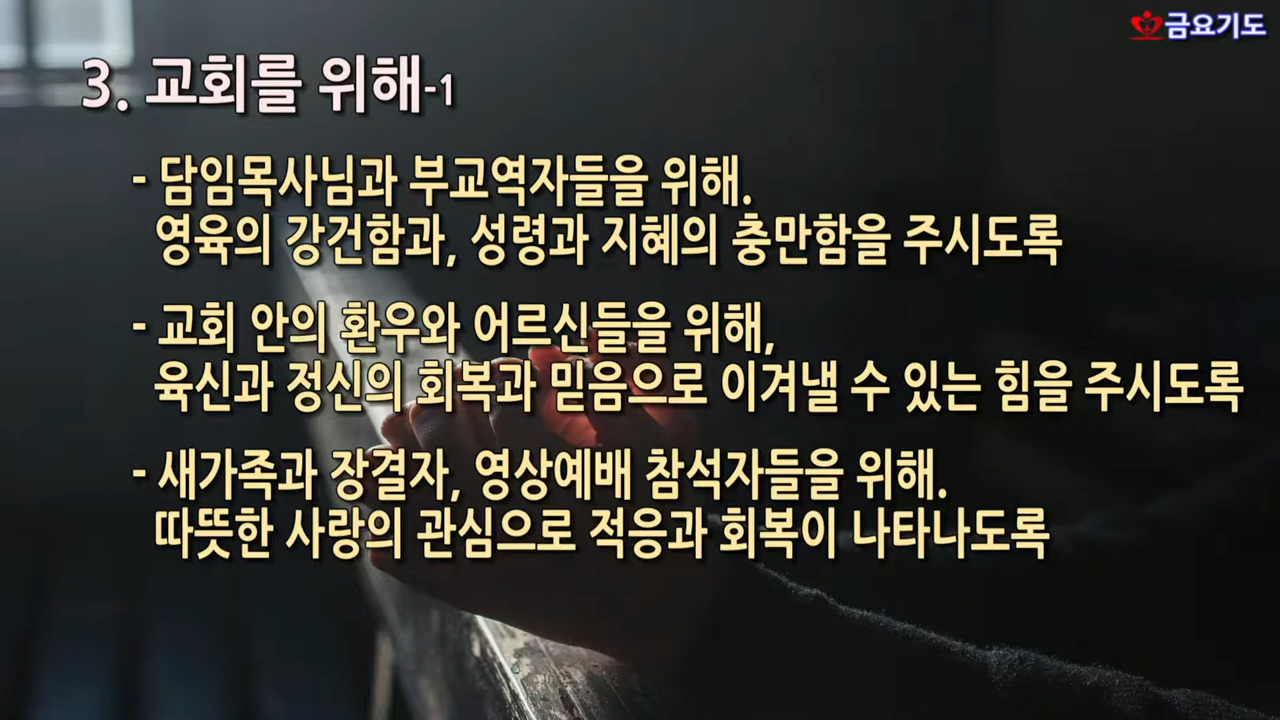 금요기도
3. 교회를 위해-1
- 담임목사님과 부교역자들을 위해.
영육의 강건함과, 성령과 지혜의 충만함을 주시도록
- 교회 안의 환우와 어르신들을 위해,
육신과 정신의 회복과 믿음으로 이겨낼 수 있는 힘을 주시도록
- 새가족과 장결자, 영상예배 참석자들을 위해.
따뜻한 사랑의 관심으로 적응과 회복이 나타나도록